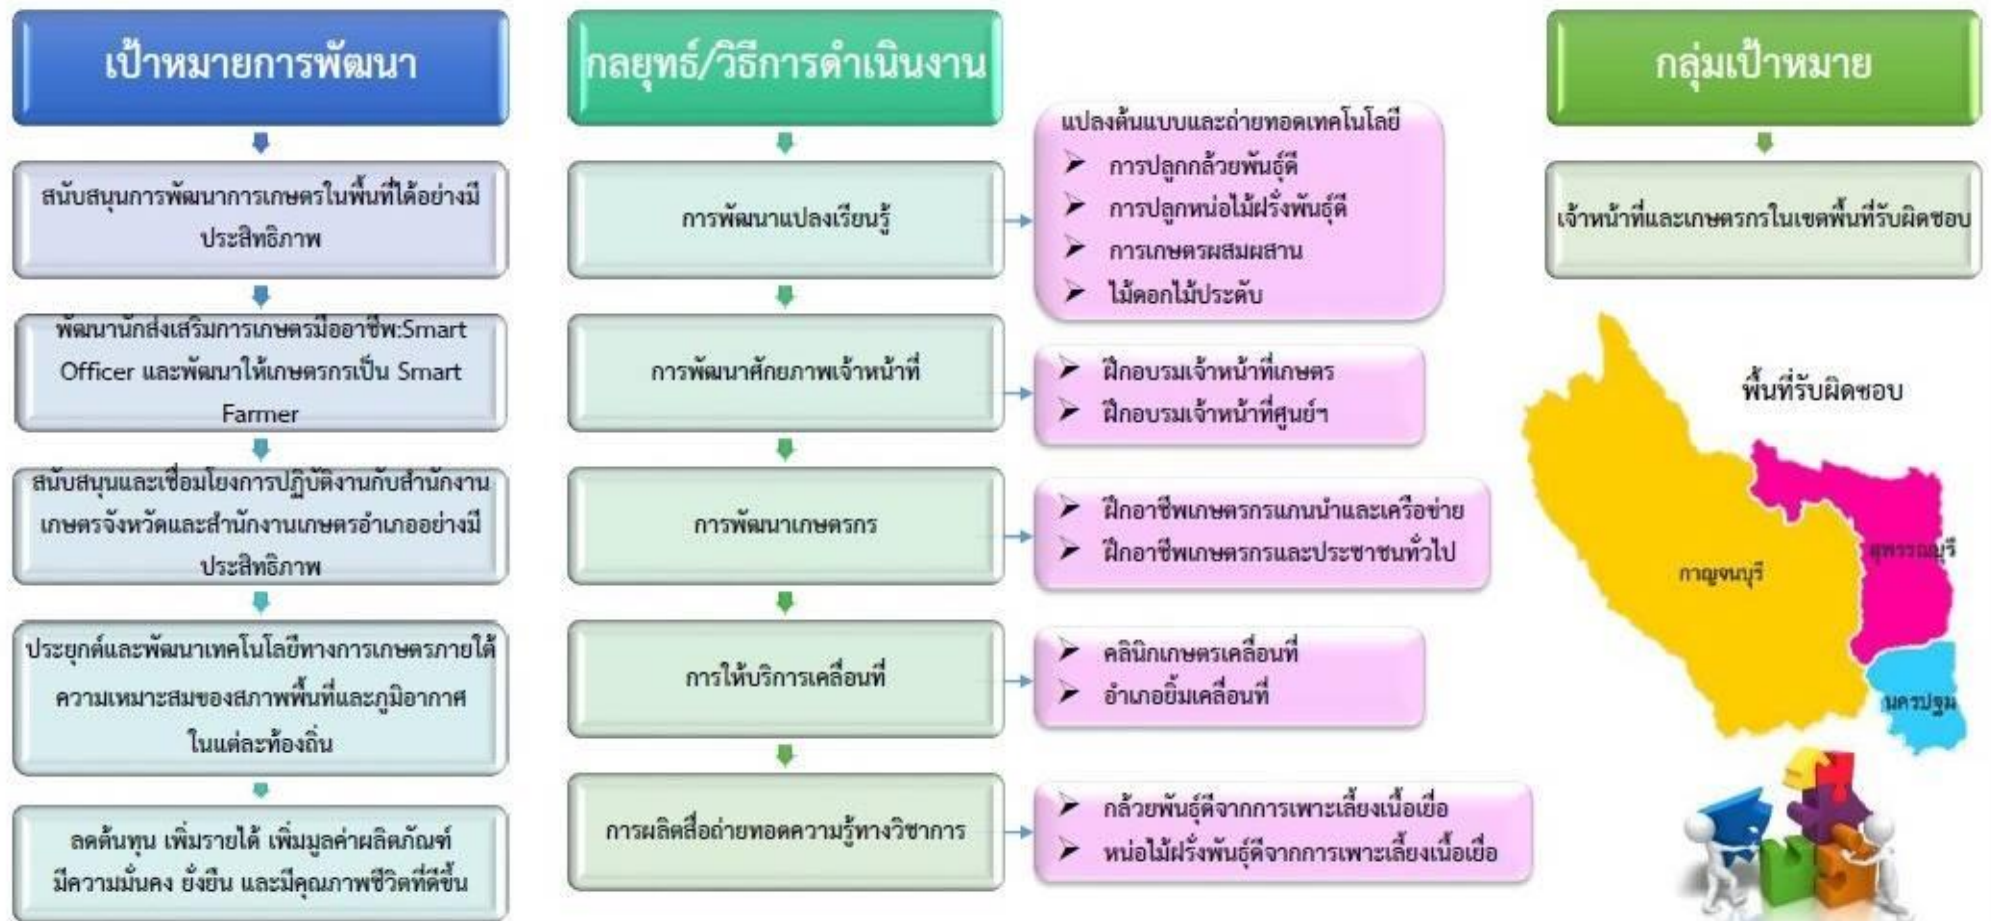 เป้าหมายการพัฒนา
สนับสนุนการพัฒนาการเกษตรในพื้นที่ได้อย่างมี
ประสิทธิภาพ
พัฒนานักส่งเสริมการเกษตรมืออาชีพ:Smart
Officer และพัฒนาให้เกษตรกรเป็น Smart
Farmer
สนับสนุนและเชื่อมโยงการปฏิบัติงานกับสำนักงาน
เกษตรจังหวัดและสำนักงานเกษตรอำเภออย่างมี
ประสิทธิภาพ
ประยุกต์และพัฒนาเทคโนโลยีทางการเกษตรภายใต้
ความเหมาะสมของสภาพพื้นที่และภูมิอากาศ
ในแต่ละท้องถิ่น
ลดต้นทุน เพิ่มรายได้ เพิ่มมูลค่าผลิตภัณฑ์
มีความมั่นคง ยั่งยืน และมีคุณภาพชีวิตที่ดีขึ้น
กลยุทธ์/วิธีการดำเนินงาน
การพัฒนาแปลงเรียนรู้
แปลงต้นแบบและถ่ายทอดเทคโนโลยี
➤ การปลูกกล้วยพันธุ์ดี
➤ การปลูกหน่อไม้ฝรั่งพันธุ์ดี
➤ การเกษตรผสมผสาน
➤ ไม้ดอกไม้ประดับ
การพัฒนาศักยภาพเจ้าหน้าที่
➤ ฝึกอบรมเจ้าหน้าที่เกษตร
➤ ฝึกอบรมเจ้าหน้าที่ศูนย์ฯ
การพัฒนาเกษตรกร
➤ ฝึกอาชีพเกษตรกรแกนนำและเครือข่าย
➤ ฝึกอาชีพเกษตรกรและประชาชนทั่วไป
การให้บริการเคลื่อนที่
➤ คลินิกเกษตรเคลื่อนที่
➤ อำเภอยิ้มเคลื่อนที่
การผลิตสื่อถ่ายทอดความรู้ทางวิชาการ
➤ กล้วยพันธุ์ดีจากการเพาะเลี้ยงเนื้อเยื่อ
➤ หน่อไม้ฝรั่งพันธุ์ดีจากการเพาะเลี้ยงเนื้อเยื่อ
กลุ่มเป้าหมาย
เจ้าหน้าที่และเกษตรกรในเขตพื้นที่รับผิดชอบ
พื้นที่รับผิดชอบ
สุพรรณบุรี
กาญจนบุรี
นครปฐม